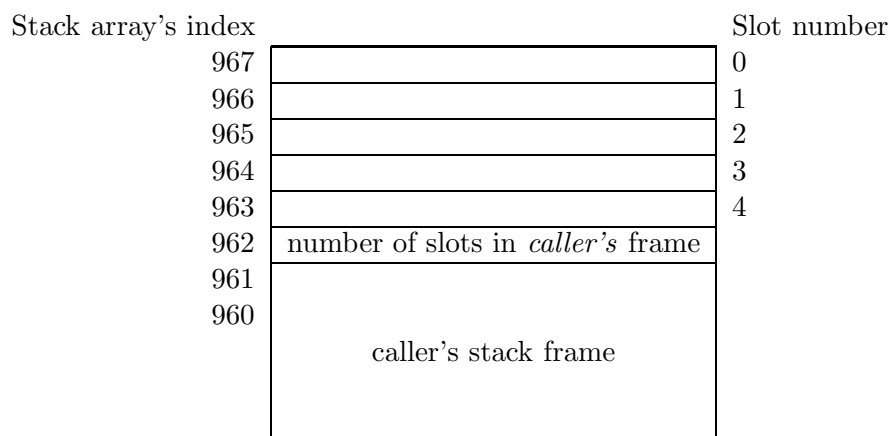 Stack array's index Slot number
967 0
966 1
965 2
964 3
963 4
962 number of slots in caller's frame
961
960
caller's stack frame